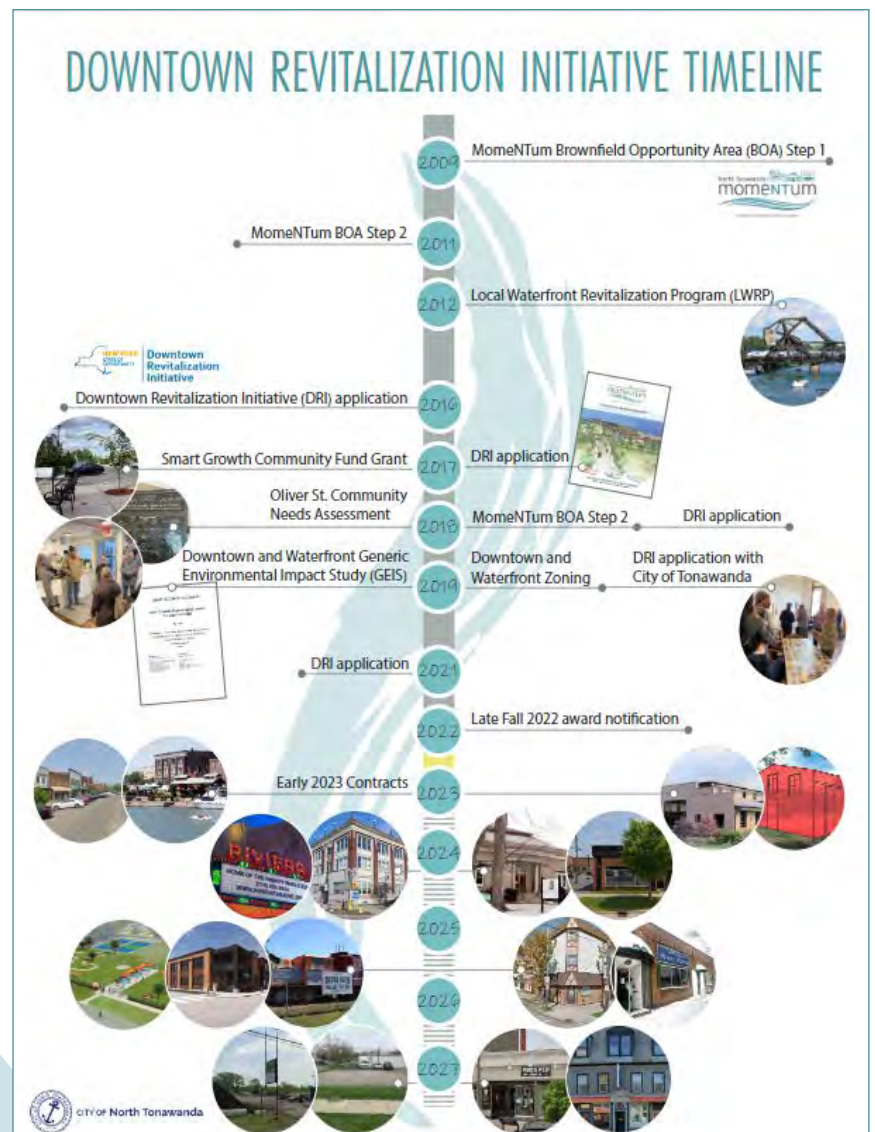 DOWNTOWN REVITALIZATION INITIATIVE TIMELINE
2009
MomeNTum Brownfield Opportunity Area (BOA) Step 1
North Tonawanda
momeNTum
MomeNTum BOA Step 2
2011
2012
Local Waterfront Revitalization Program (LWRP)
Downtown
Revitalization
Initiative
Downtown Revitalization Initiative (DRI) application
2016
momeNTum
Smart Growth Community Fund Grant
2017
DRI application
Oliver St. Community
Needs Assessment
2018
MomeNTum BOA Step 2
DRI application
Downtown and Waterfront Generic
Environmental Impact Study (GEIS)
2019
Downtown and
Waterfront Zoning
DRI application with
City of Tonawanda
DRI application
2021
2022
Late Fall 2022 award notification
Early 2023 Contracts
2023
RIVIERA
2024
2025
2026
2027
CITY OF North Tonawanda